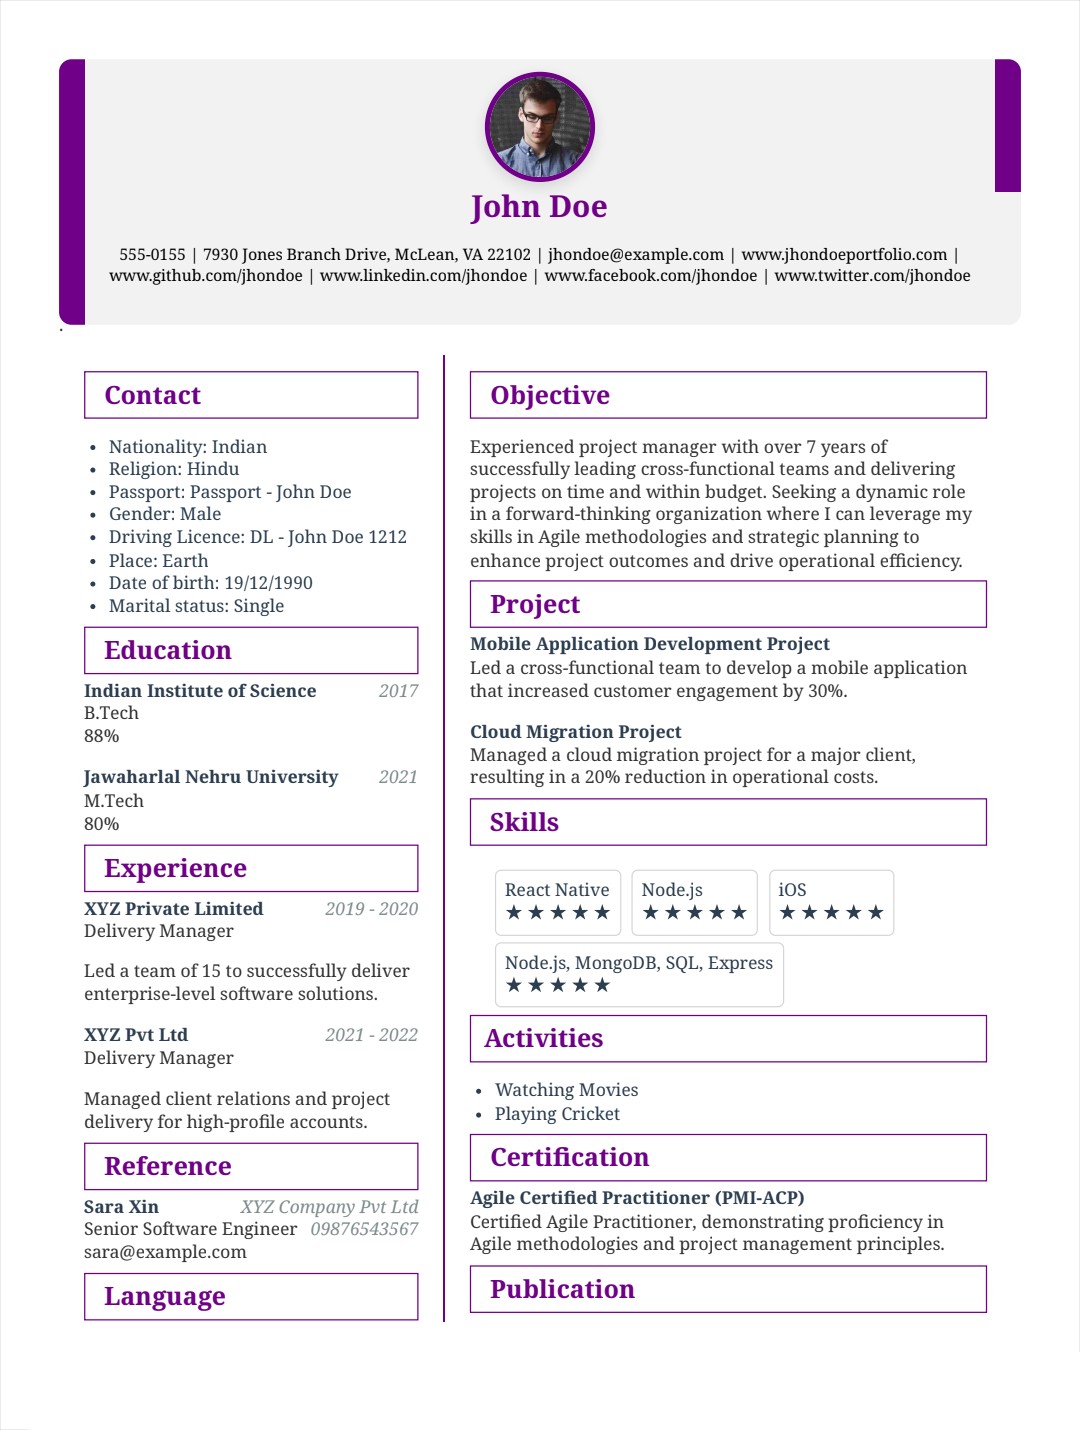 John Doe
555-0155 | 7930 Jones Branch Drive, McLean, VA 22102 | jhondoe@example.com | www.jhondoeportfolio.com |
www.github.com/jhondoe | www.linkedin.com/jhondoe | www.facebook.com/jhondoe | www.twitter.com/jhondoe
.
Contact
• Nationality: Indian
• Religion: Hindu
• Passport: Passport - John Doe
• Gender: Male
• Driving Licence: DL - John Doe 1212
• Place: Earth
• Date of birth: 19/12/1990
• Marital status: Single
Education
Indian Institute of Science 2017
B.Tech
88%
Jawaharlal Nehru University 2021
M.Tech
80%
Experience
XYZ Private Limited 2019 - 2020
Delivery Manager
Led a team of 15 to successfully deliver
enterprise-level software solutions.
XYZ Pvt Ltd 2021 - 2022
Delivery Manager
Managed client relations and project
delivery for high-profile accounts.
Reference
Sara Xin XYZ Company Pvt Ltd
Senior Software Engineer 09876543567
sara@example.com
Language
Objective
Experienced project manager with over 7 years of
successfully leading cross-functional teams and delivering
projects on time and within budget. Seeking a dynamic role
in a forward-thinking organization where I can leverage my
skills in Agile methodologies and strategic planning to
enhance project outcomes and drive operational efficiency.
Project
Mobile Application Development Project
Led a cross-functional team to develop a mobile application
that increased customer engagement by 30%.
Cloud Migration Project
Managed a cloud migration project for a major client,
resulting in a 20% reduction in operational costs.
Skills
React Native Node.js iOS
★ ★ ★ ★ ★ ★ ★ ★ ★ ★ ★ ★ ★ ★ ★
Node.js, MongoDB, SQL, Express
★ ★ ★ ★ ★
Activities
• Watching Movies
• Playing Cricket
Certification
Agile Certified Practitioner (PMI-ACP)
Certified Agile Practitioner, demonstrating proficiency in
Agile methodologies and project management principles.
Publication